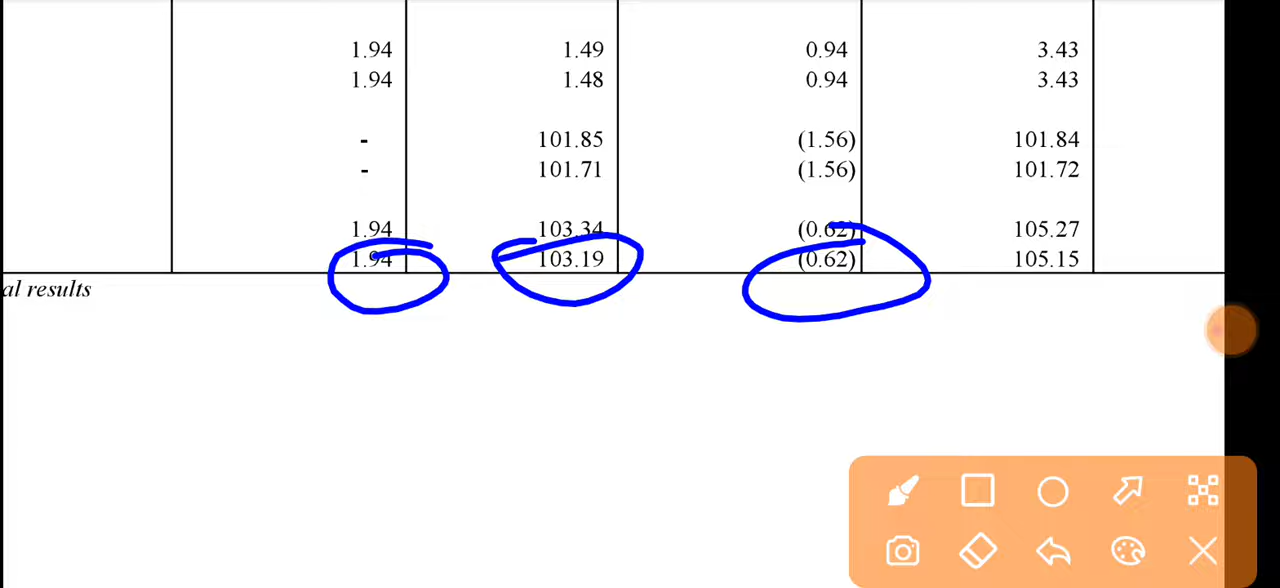 1.94 1.49 0.94 3.43
1.94 1.48 0.94 3.43
- 101.85 (1.56) 101.84
- 101.71 (1.56) 101.72
1.94 103.34 (0.62) 105.27
1.94 103.19 (0.62) 105.15
al results